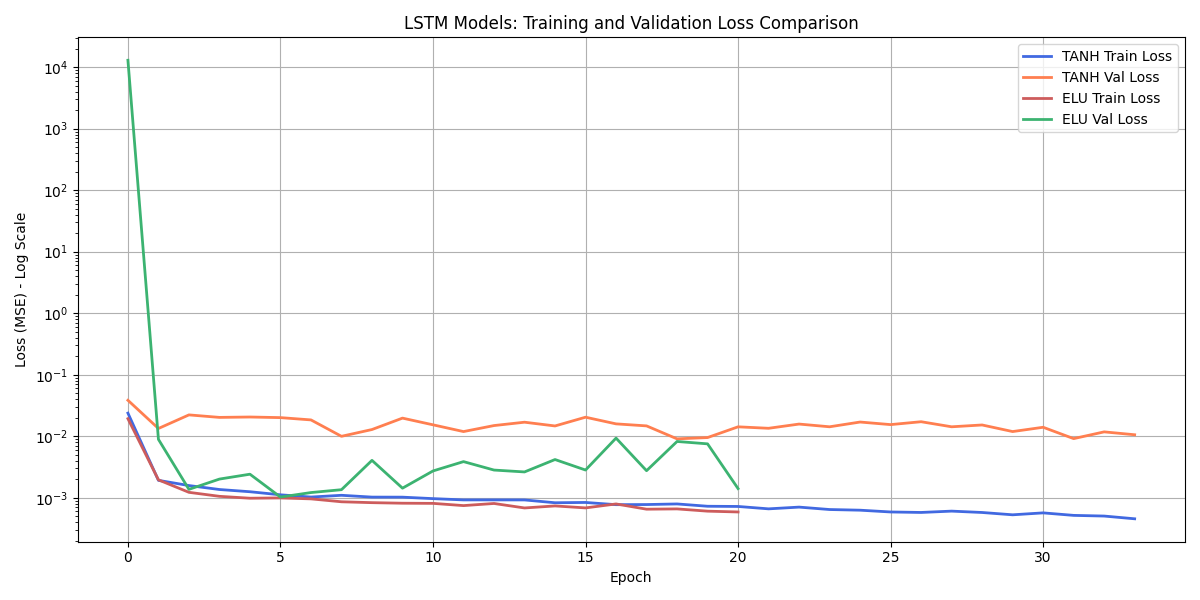 LSTM Models: Training and Validation Loss Comparison
TANH Train Loss
TANH Val Loss
ELU Train Loss
ELU Val Loss
Loss (MSE) - Log Scale
10⁴
10³
10²
10¹
10⁰
10⁻¹
10⁻²
10⁻³
0 5 10 15 20 25 30
Epoch